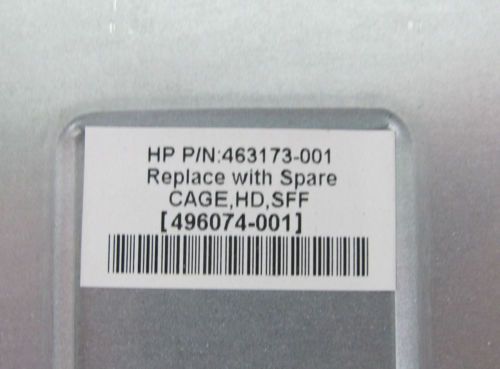 HP P/N:463173-001
Replace with Spare
CAGE,HD,SFF
[496074-001]